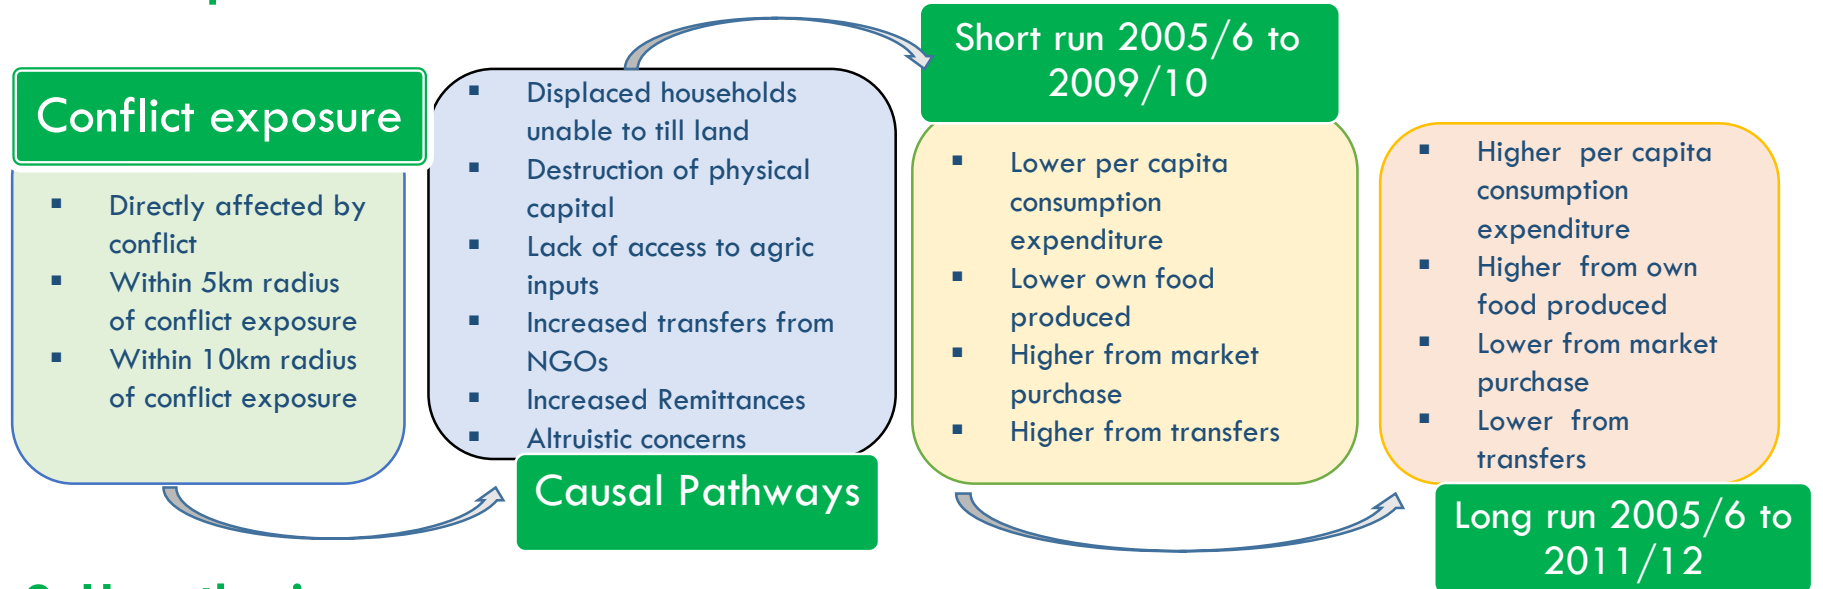 Conflict exposure
▪ Directly affected by
conflict
▪ Within 5km radius
of conflict exposure
▪ Within 10km radius
of conflict exposure
▪ Displaced households
unable to till land
▪ Destruction of physical
capital
▪ Lack of access to agric
inputs
▪ Increased transfers from
NGOs
▪ Increased Remittances
▪ Altruistic concerns
Causal Pathways
Short run 2005/6 to
2009/10
▪ Lower per capita
consumption
expenditure
▪ Lower own food
produced
▪ Higher from market
purchase
▪ Higher from transfers
▪ Higher per capita
consumption
expenditure
▪ Higher from own
food produced
▪ Lower from market
purchase
▪ Lower from
transfers
Long run 2005/6 to
2011/12